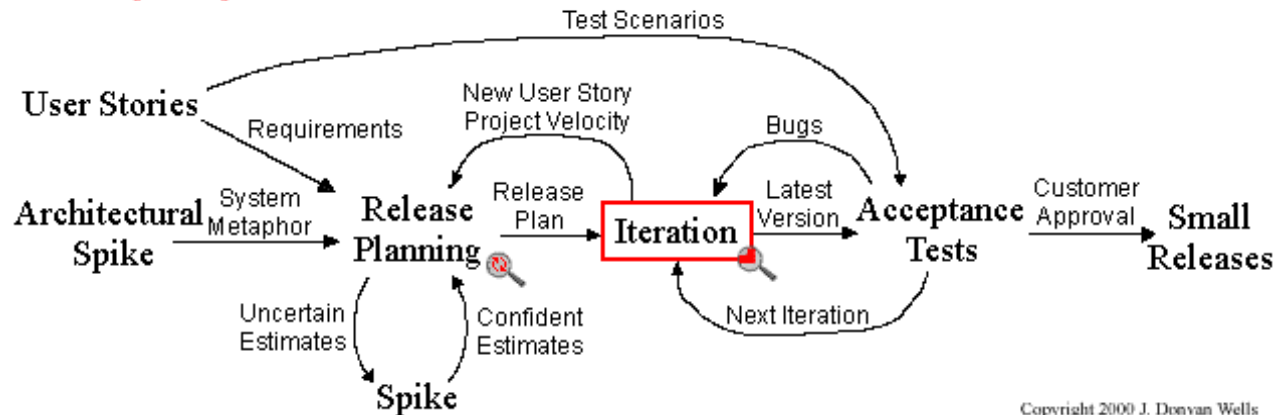 Test Scenarios
User Stories
New User Story
Project Velocity
Bugs
Requirements
Architectural
Spike
System
Metaphor
Release
Planning
Release
Plan
Iteration
Latest
Version
Acceptance
Tests
Customer
Approval
Small
Releases
Uncertain
Estimates
Confident
Estimates
Next Iteration
Spike
Copyright 2000 J. Donvan Wells